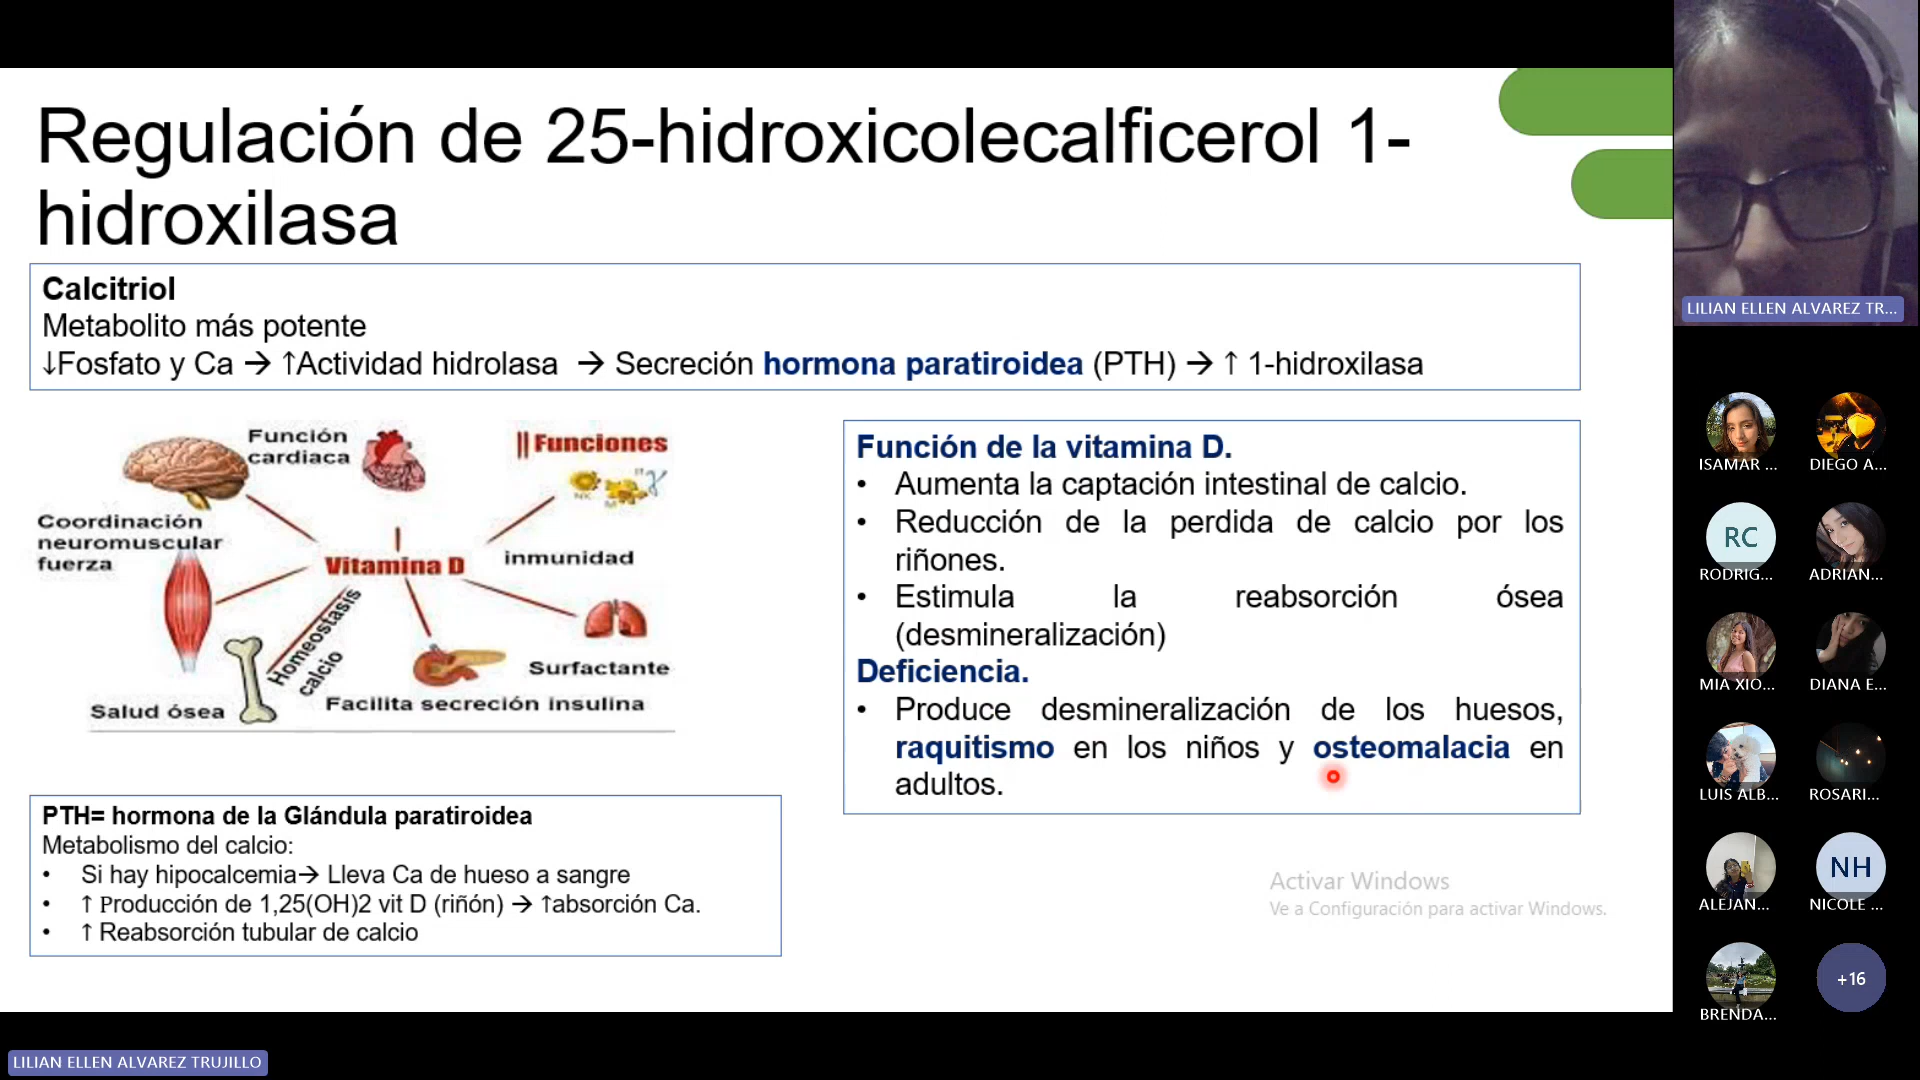 Regulación de 25-hidroxicolecalficerol 1-
hidroxilasa
Calcitriol
Metabolito más potente
↓Fosfato y Ca → ↑Actividad hidrolasa → Secreción hormona paratiroidea (PTH) → ↑ 1-hidroxilasa
Función
cardiaca
|| Funciones
Coordinación
neuromuscular
fuerza
Vitamina D
inmunidad
Homeostasis
calcio
Surfactante
Facilita secreción insulina
Salud ósea
Función de la vitamina D.
• Aumenta la captación intestinal de calcio.
• Reducción de la perdida de calcio por los
riñones.
• Estimula la reabsorción ósea
(desmineralización)
Deficiencia.
• Produce desmineralización de los huesos,
raquitismo en los niños y osteomalacia en
adultos.
PTH= hormona de la Glándula paratiroidea
Metabolismo del calcio:
• Si hay hipocalcemia→ Lleva Ca de hueso a sangre
• ↑ Producción de 1,25(OH)2 vit D (riñón) → ↑absorción Ca.
• ↑ Reabsorción tubular de calcio
Activar Windows
Ve a Configuración para activar Windows.
LILIAN ELLEN ALVAREZ TR...
ISAMAR ...
DIEGO A...
RC
RODRIG...
ADRIAN...
MIA XIO...
DIANA E...
LUIS ALB...
ROSARI...
ALEJAN...
NH
NICOLE ...
BRENDA...
+16
LILIAN ELLEN ALVAREZ TRUJILLO